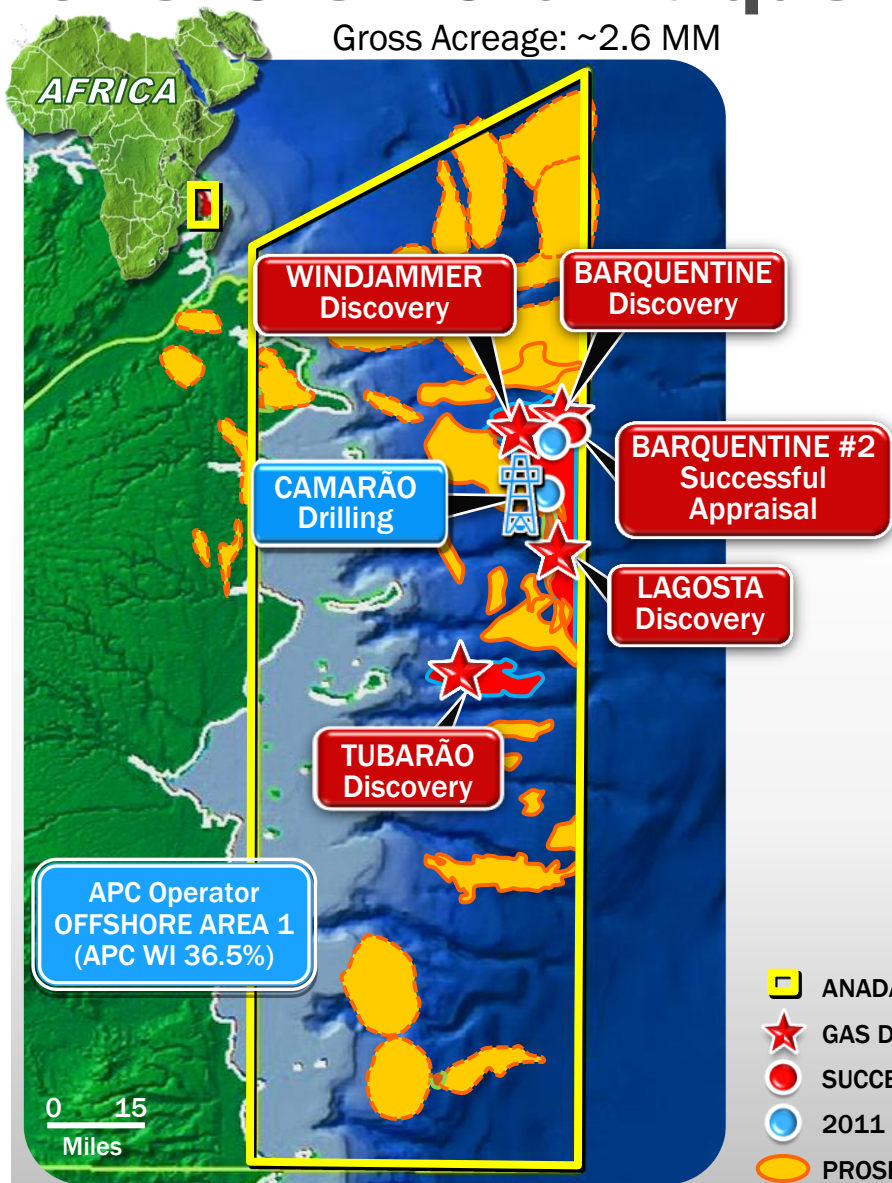 Gross Acreage: ~2.6 MM
AFRICA
WINDJAMMER
Discovery
BARQUENTINE
Discovery
BARQUENTINE #2
Successful
Appraisal
CAMARÃO
Drilling
LAGOSTA
Discovery
TUBARÃO
Discovery
APC Operator
OFFSHORE AREA 1
(APC WI 36.5%)
0 15
Miles
GAS
2011